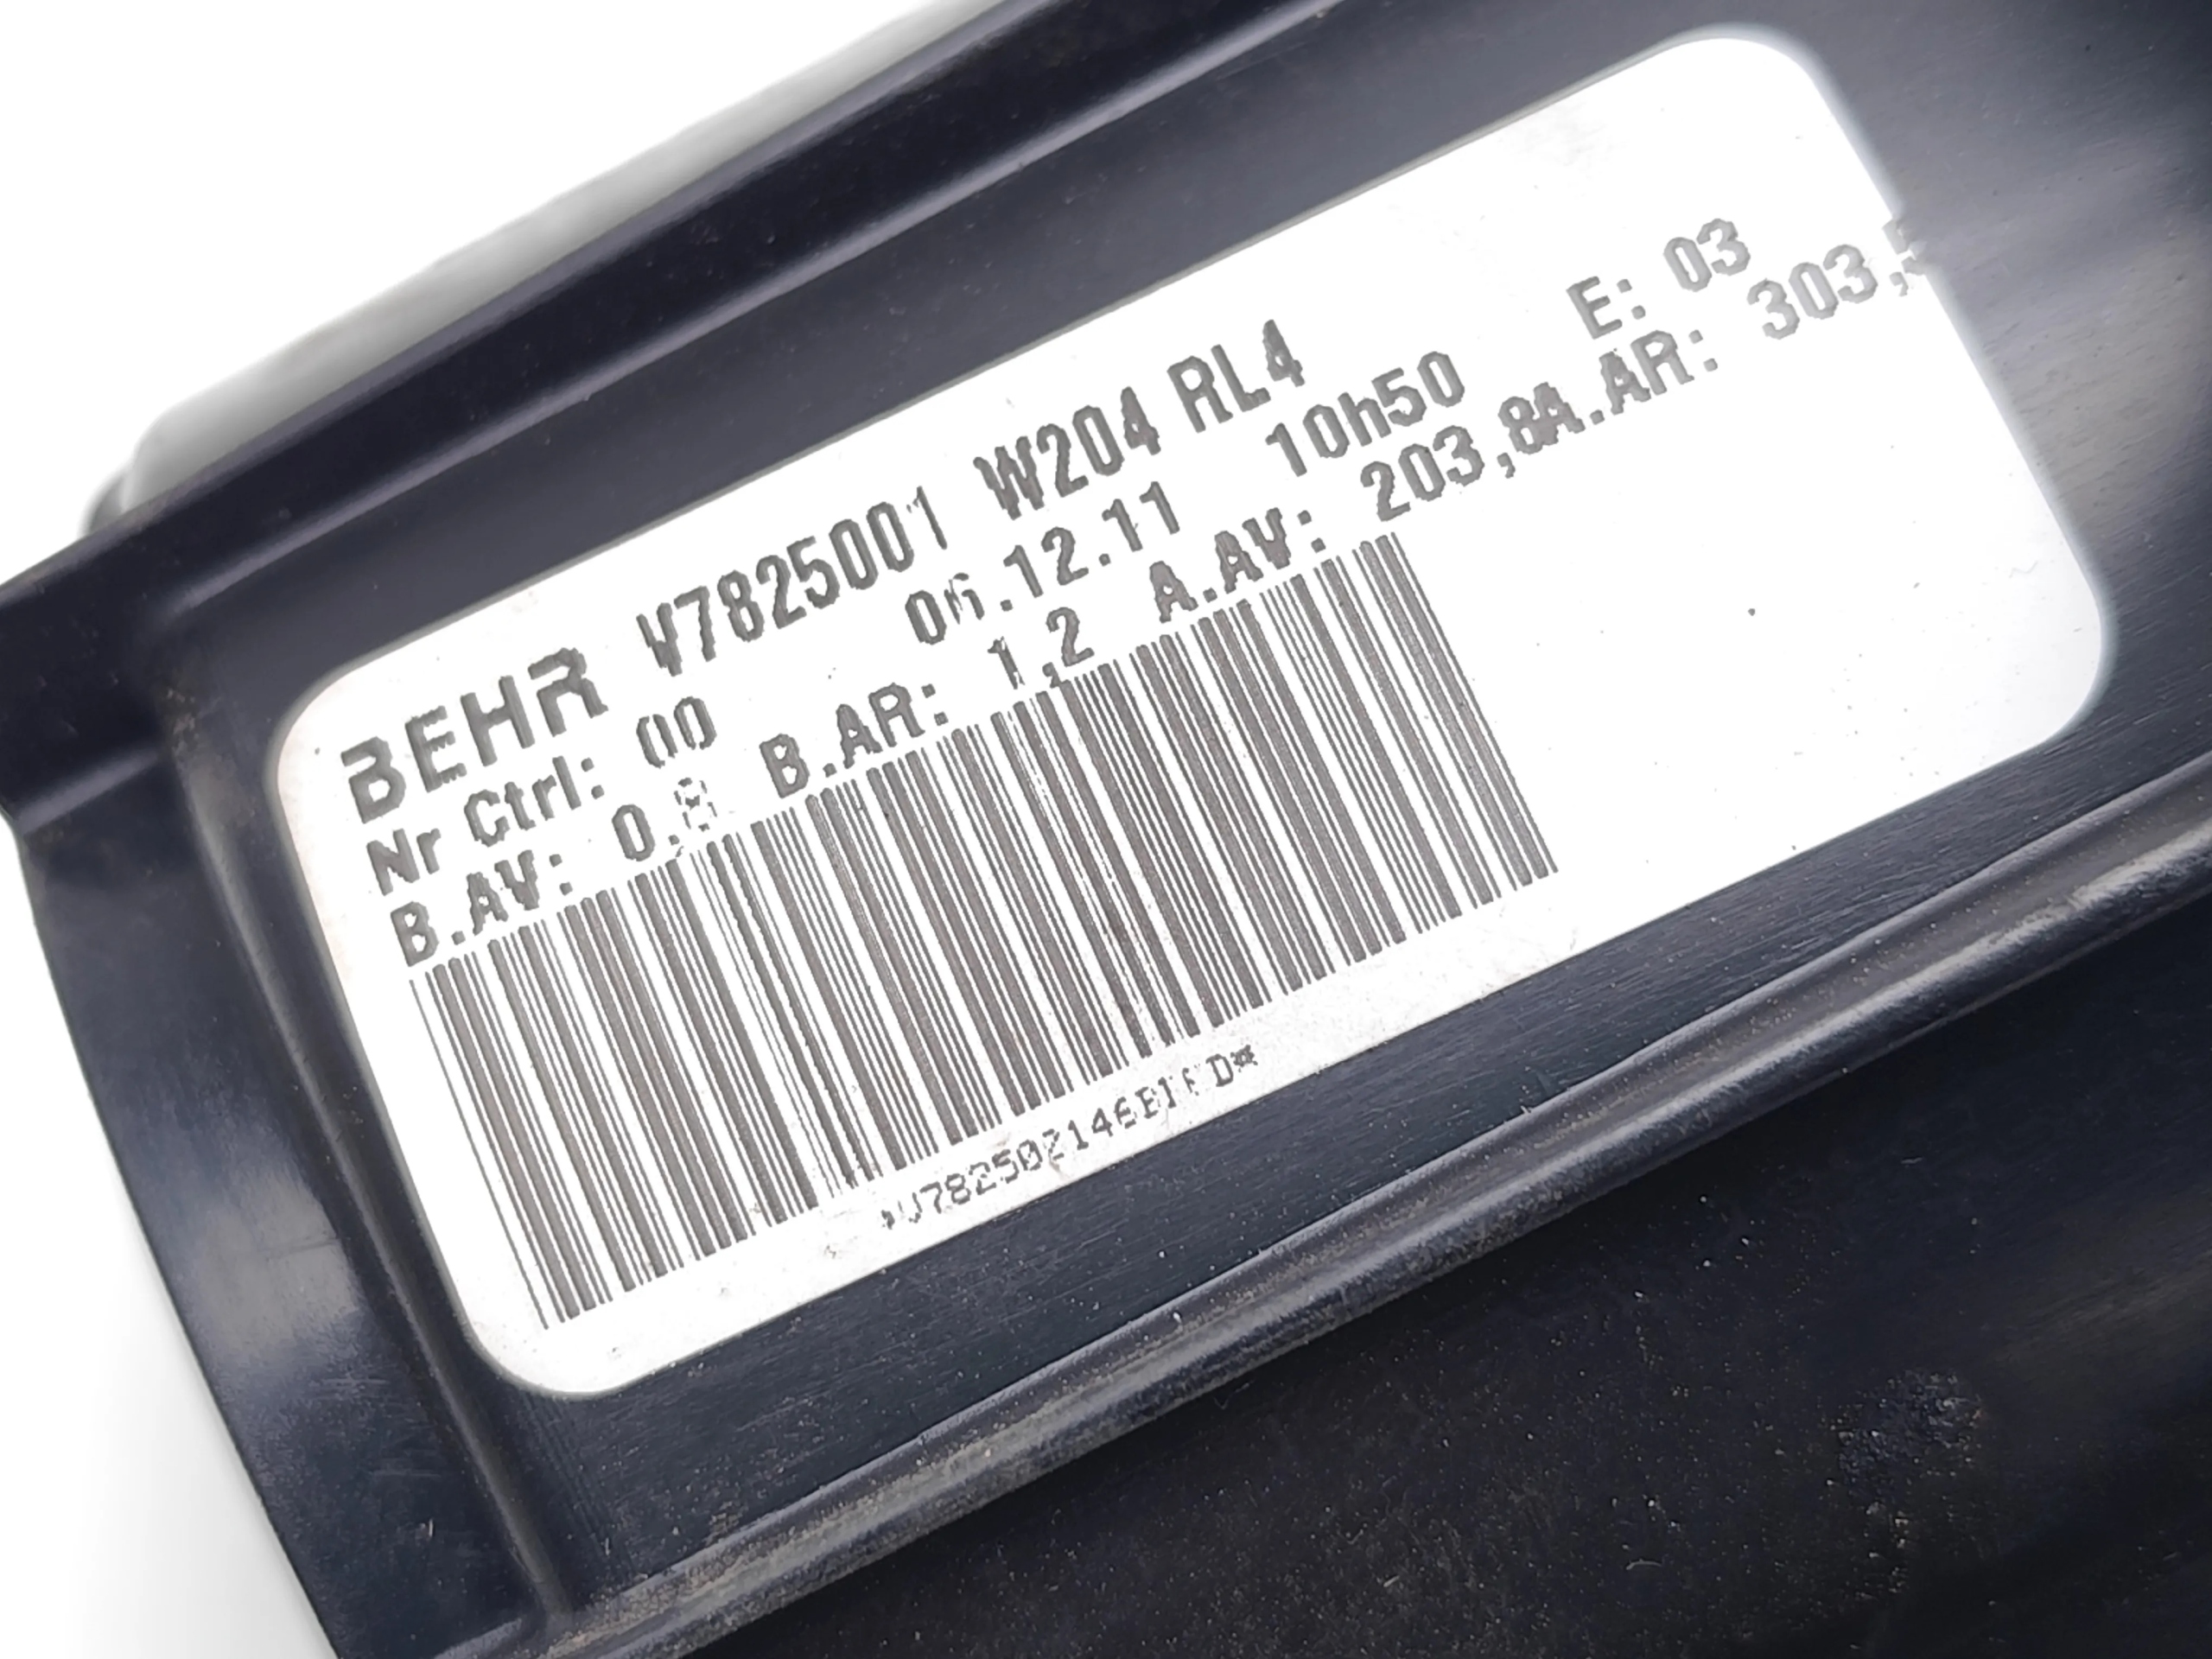 BEHR V7825001 W204 RL4
Nr Ctrl: 00 06.12.11 10h50 E: 03
B.AV: 0.8 B.AR: 1,2 A.AV: 203,8A.AR: 303,5